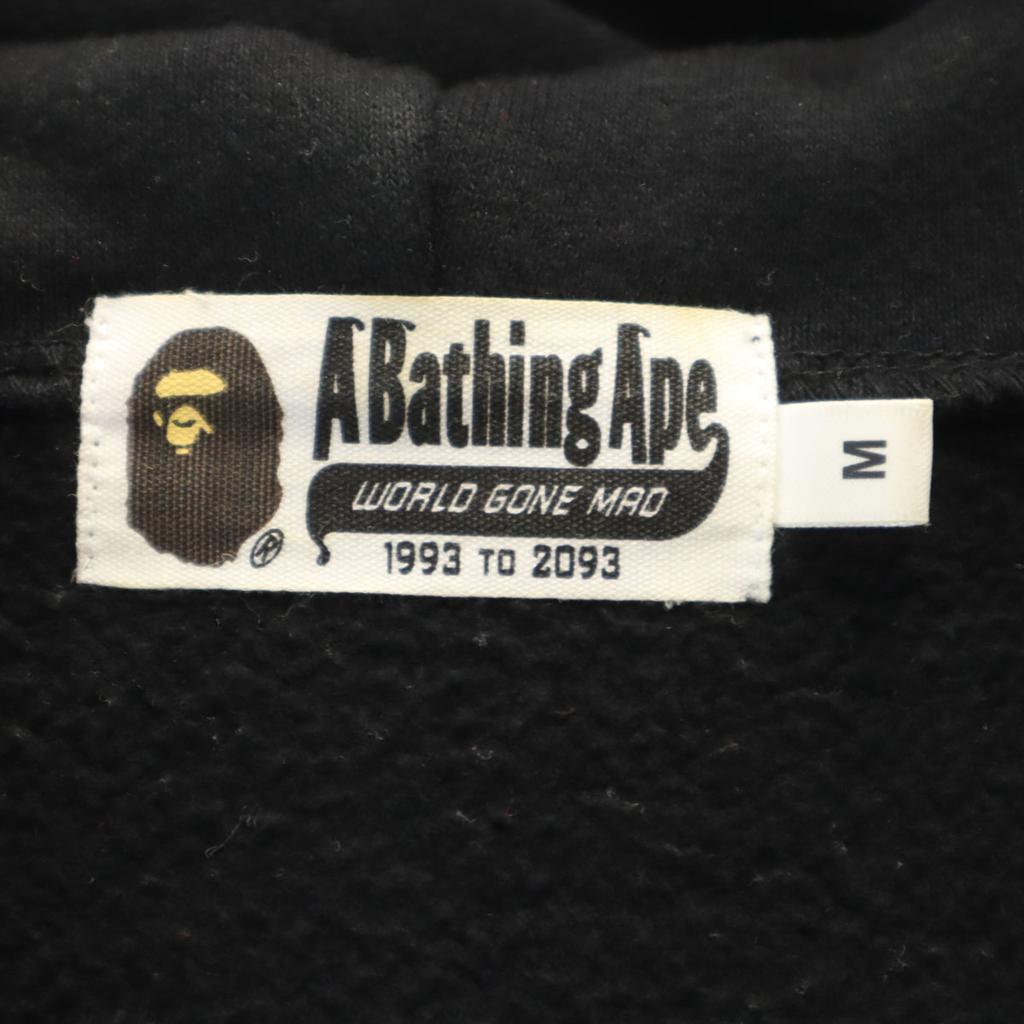 A Bathing Ape
WORLD GONE MAD
1993 TO 2093
®
M